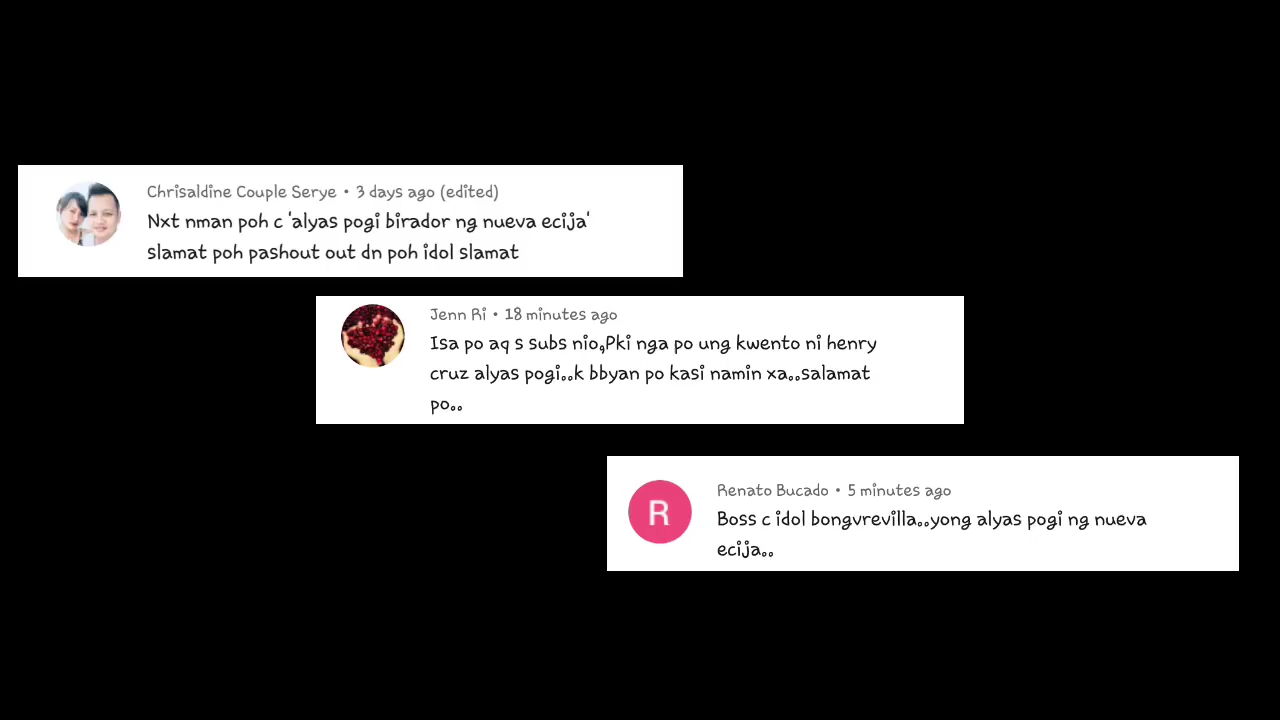 Chrisaldine Couple Serye • 3 days ago (edited)
Nxt nman poh c 'alyas pogi birador ng nueva ecija'
slamat poh pashout out dn poh idol slamat
Jenn Ri • 18 minutes ago
Isa po aq s subs nio,Pki nga po ung kwento ni henry
cruz alyas pogi..k bbyan po kasi namin xa..salamat
po..
R
Renato Bucado • 5 minutes ago
Boss c idol bongvrevilla..yong alyas pogi ng nueva
ecija..